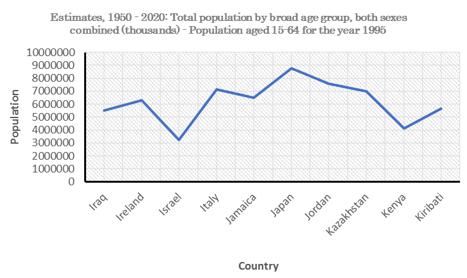 Estimates, 1950 - 2020: Total population by broad age group, both sexes
combined (thousands) - Population aged 15-64 for the year 1995
10000000
9000000
8000000
7000000
6000000
5000000
4000000
3000000
2000000
1000000
0
Population
Iraq
Ireland
Israel
Italy
Jamaica
Japan
Jordan
Kazakhstan
Kenya
Kiribati
Country